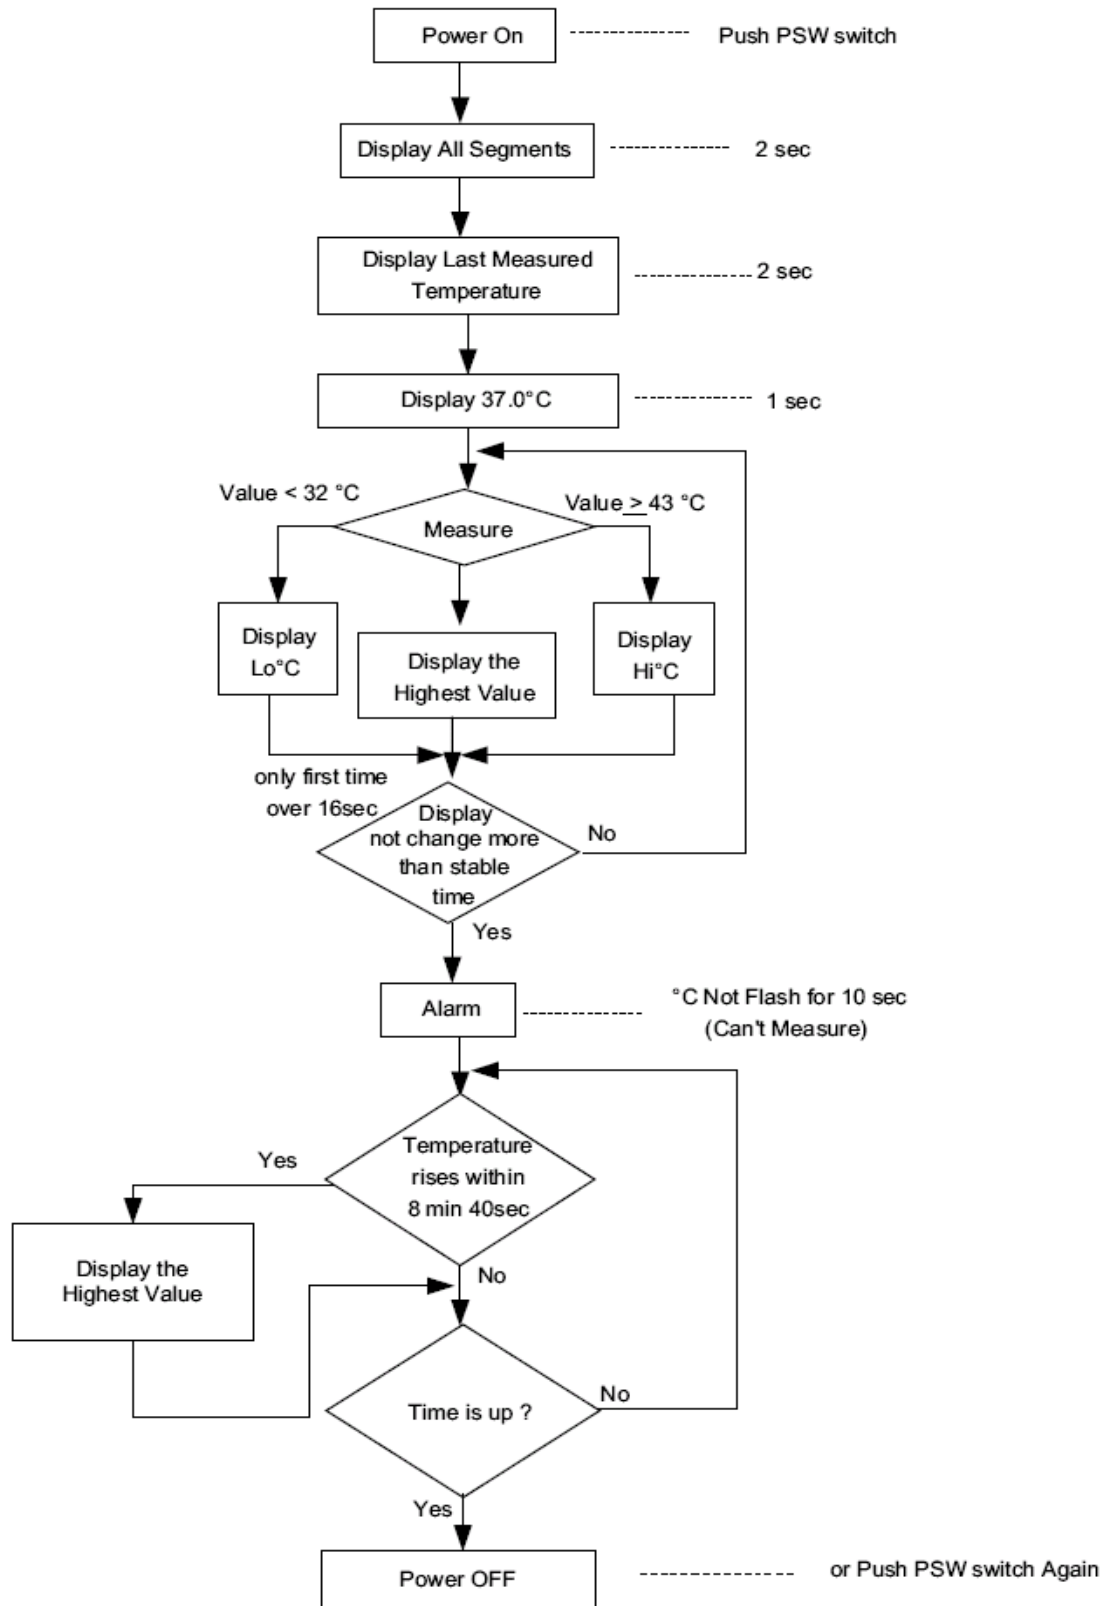 Power On
Push PSW switch
Display All Segments
2 sec
Display Last Measured
Temperature
2 sec
Display 37.0°C
1 sec
Value < 32 °C
Value > 43 °C
Measure
Display
Lo°C
Display the
Highest Value
Display
Hi°C
only first time
over 16sec
Display
not change more
than stable
time
No
Yes
Alarm
°C Not Flash for 10 sec
(Can't Measure)
Temperature
rises within
8 min 40sec
Yes
Display the
Highest Value
No
Time is up ?
No
Yes
Power OFF
or Push PSW switch Again